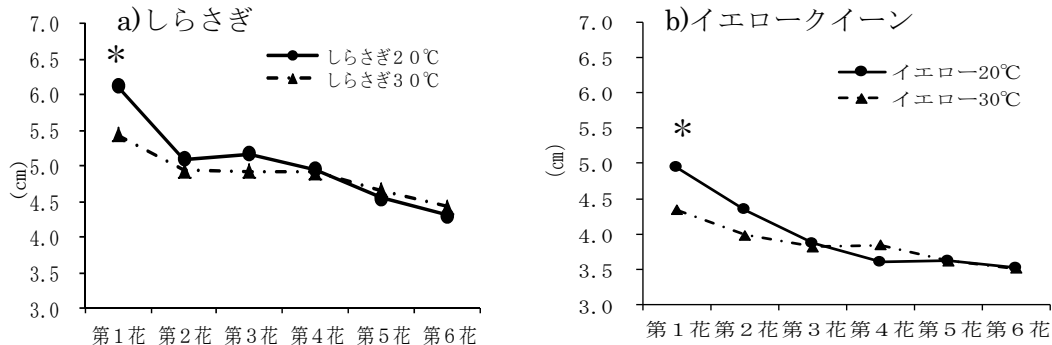 a)しらさぎ
7.0
6.5
6.0
5.5
5.0
4.5
4.0
3.5
3.0
(cm)
*
しらさぎ20℃
しらさぎ30℃
第1花 第2花 第3花 第4花 第5花 第6花
b)イエロークイーン
7.0
6.5
6.0
5.5
5.0
4.5
4.0
3.5
3.0
(cm)
*
イエロー20℃
イエロー30℃
第1花 第2花 第3花 第4花 第5花 第6花